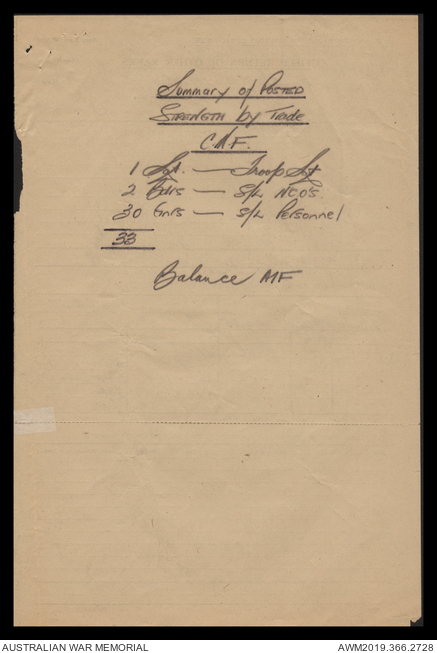 Summary of Posted
Strength by Trade
C.M.F.
1 Sgt. — Troop Sgt
2 Bdrs — S/L NCO's.
30 Gnrs — S/L Personnel
33
Balance AIF
AUSTRALIAN WAR MEMORIAL
AWM2019.366.2728